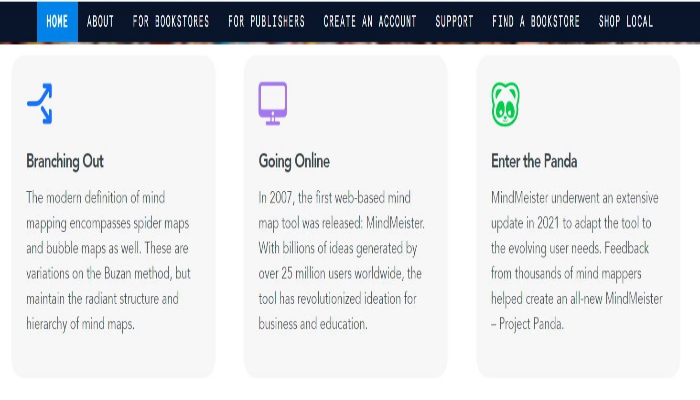 HOME ABOUT FOR BOOKSTORES FOR PUBLISHERS CREATE AN ACCOUNT SUPPORT FIND A BOOKSTORE SHOP LOCAL
Branching Out
The modern definition of mind
mapping encompasses spider maps
and bubble maps as well. These are
variations on the Buzan method, but
maintain the radiant structure and
hierarchy of mind maps.
Going Online
In 2007, the first web-based mind
map tool was released: MindMeister.
With billions of ideas generated by
over 25 million users worldwide, the
tool has revolutionized ideation for
business and education.
Enter the Panda
MindMeister underwent an extensive
update in 2021 to adapt the tool to
the evolving user needs. Feedback
from thousands of mind mappers
helped create an all-new MindMeister
– Project Panda.